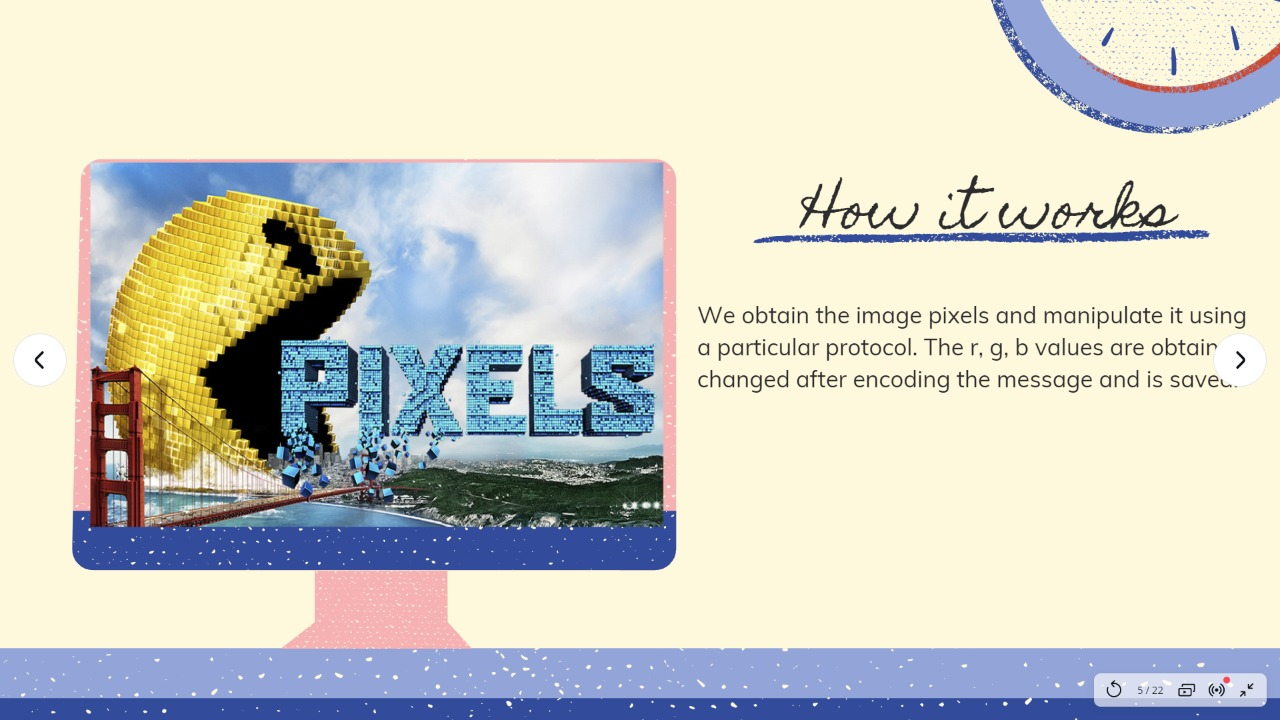 How it works
PIXELS
We obtain the image pixels and manipulate it using
a particular protocol. The r, g, b values are
changed after encoding the message and is saved.
5 / 22